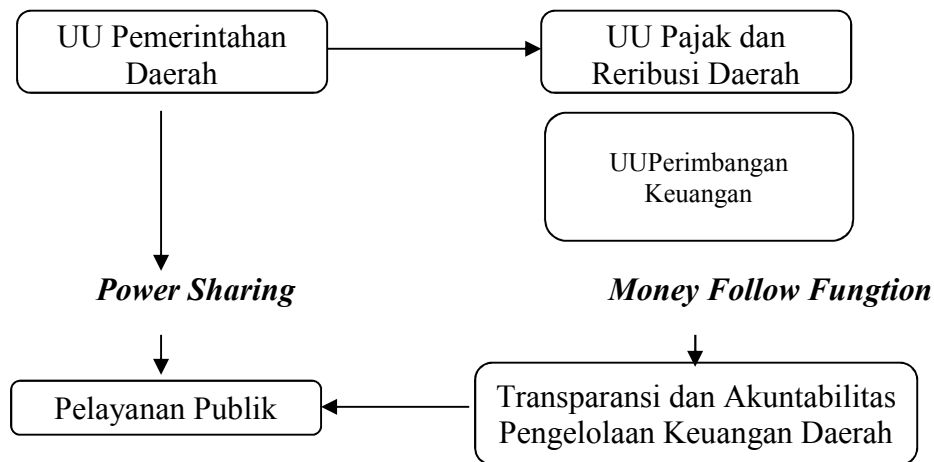 UU Pemerintahan
Daerah
UU Pajak dan
Reribusi Daerah
UUPerimbangan
Keuangan
Power Sharing
Money Follow Fungtion
Pelayanan Publik
Transparansi dan Akuntabilitas
Pengelolaan Keuangan Daerah